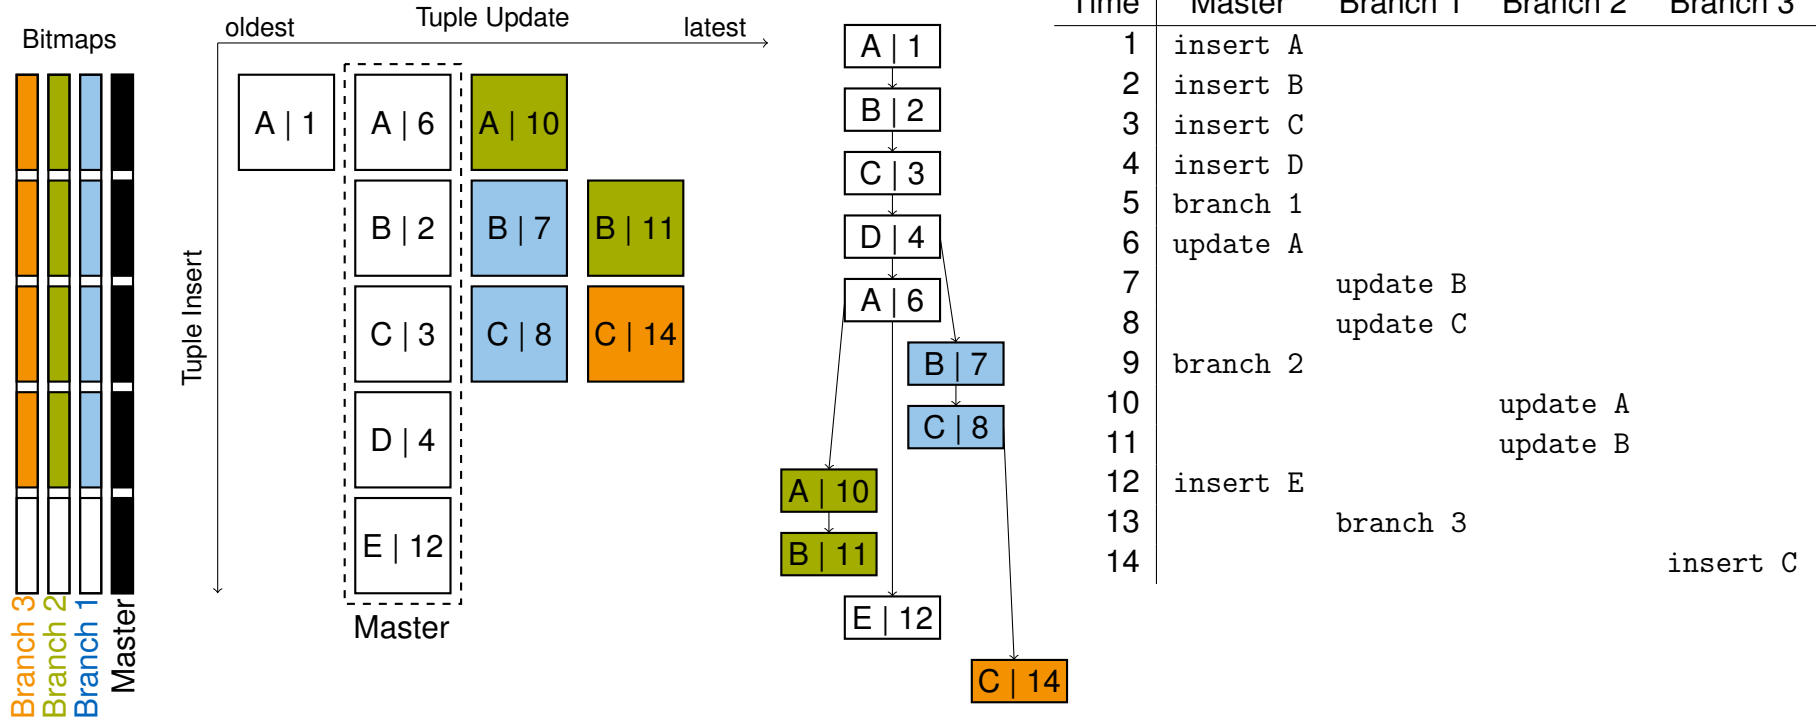 Bitmaps
Branch 3
Branch 2
Branch 1
Master
Tuple Update
oldest
latest
Tuple Insert
A | 1
A | 6
A | 10
B | 2
B | 7
B | 11
C | 3
C | 8
C | 14
D | 4
E | 12
Master
A | 1
B | 2
C | 3
D | 4
A | 6
B | 7
C | 8
A | 10
B | 11
E | 12
C | 14
Time Master Branch 1 Branch 2 Branch 3
1 insert A
2 insert B
3 insert C
4 insert D
5 branch 1
6 update A
7 update B
8 update C
9 branch 2
10 update A
11 update B
12 insert E
13 branch 3
14 insert C